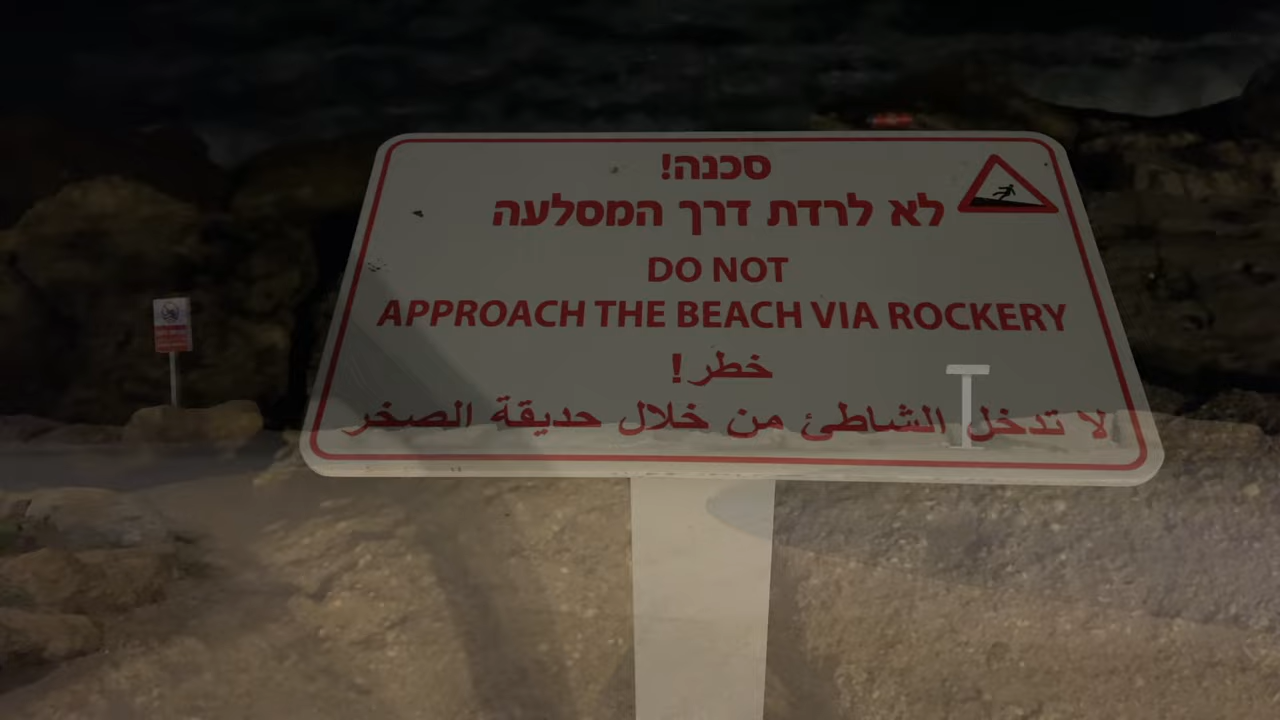 סכנה!
לא לרדת דרך המסלעה
DO NOT
APPROACH THE BEACH VIA ROCKERY
خطر!
لا تدخل الشاطئ من خلال حديقة الصخر